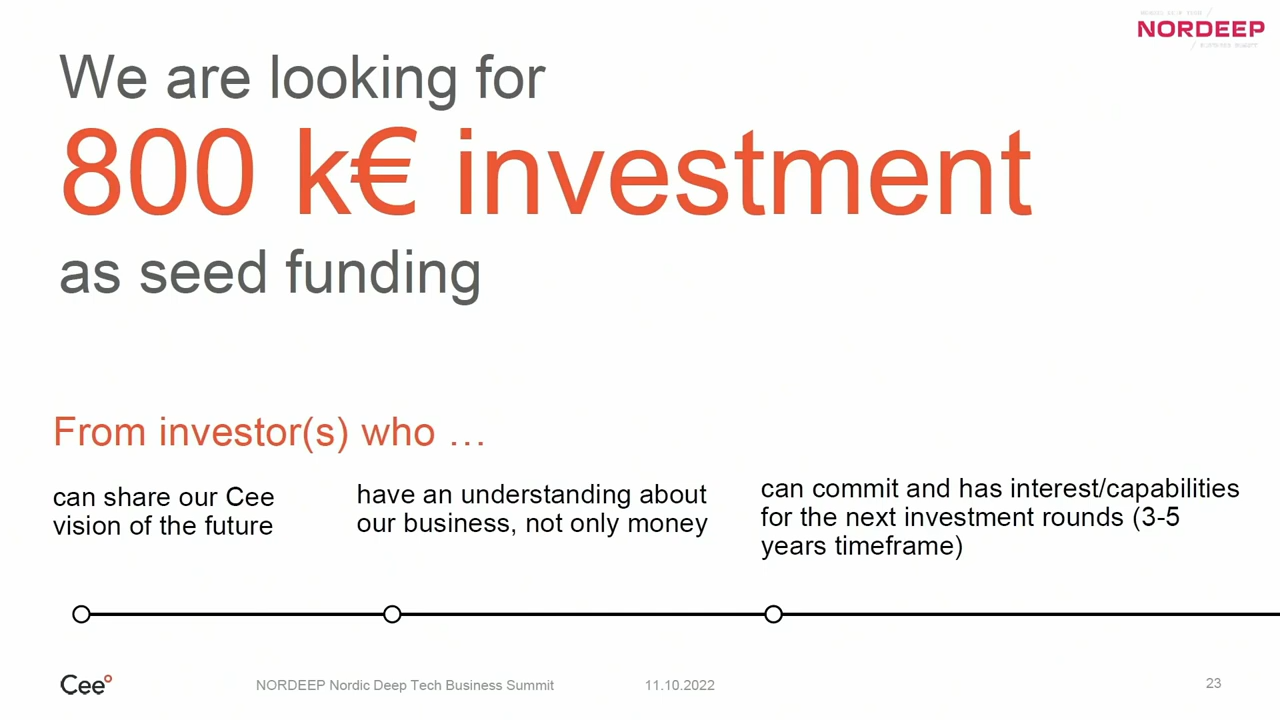 NORDEEP
We are looking for
800 k€ investment
as seed funding
From investor(s) who …
can share our Cee
vision of the future
have an understanding about
our business, not only money
can commit and has interest/capabilities
for the next investment rounds (3-5
years timeframe)
Cee°
NORDEEP Nordic Deep Tech Business Summit
11.10.2022
23